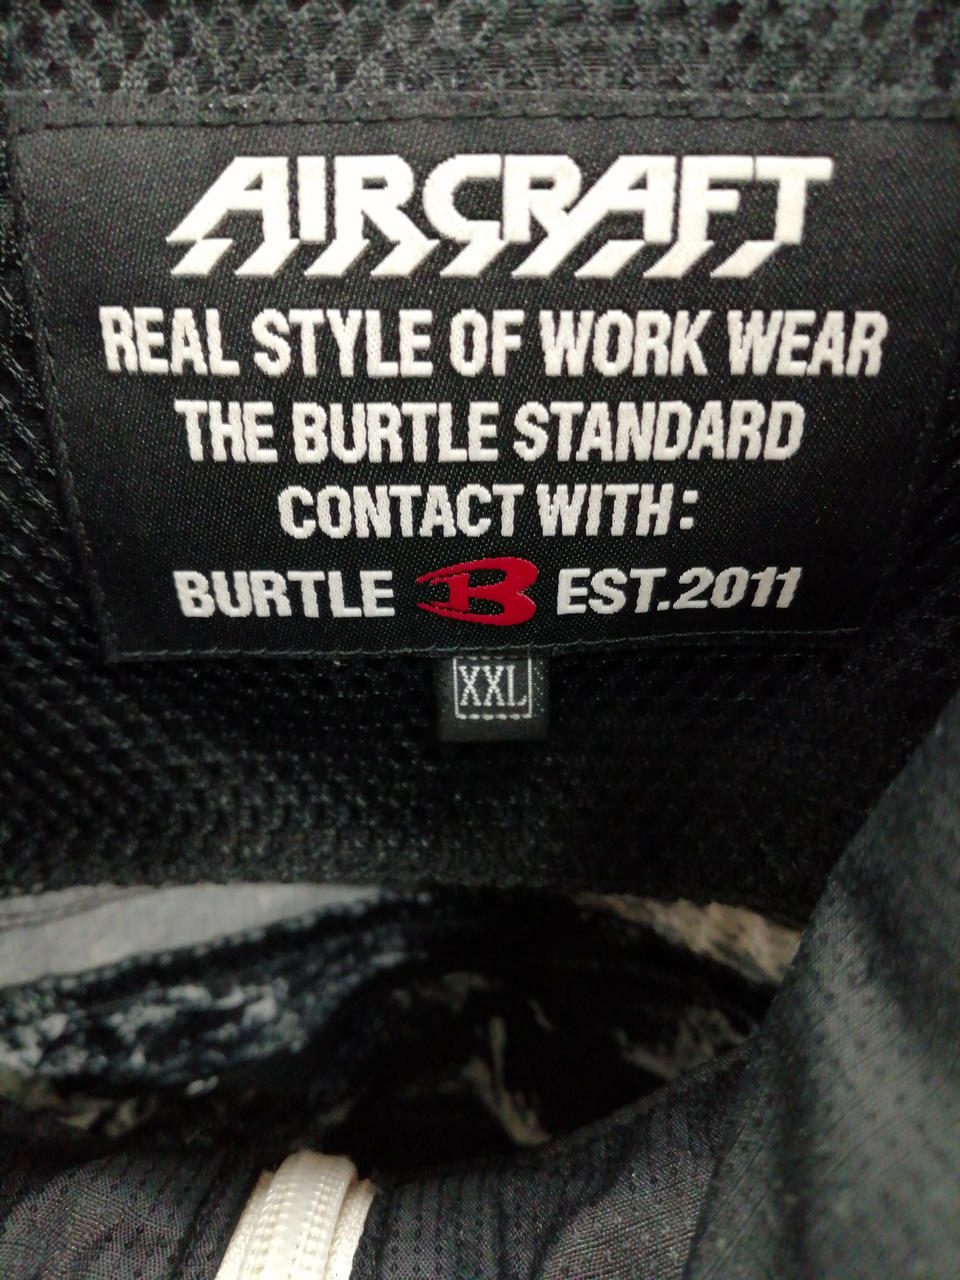 AIRCRAFT
REAL STYLE OF WORK WEAR
THE BURTLE STANDARD
CONTACT WITH:
BURTLE B EST.2011
XXL